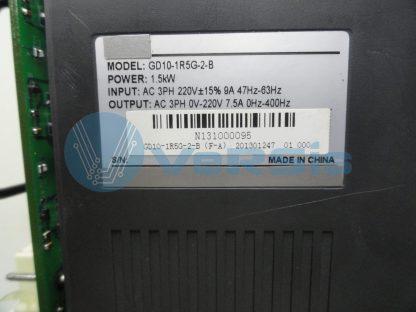 MODEL: GD10-1R5G-2-B
POWER: 1.5kW
INPUT: AC 3PH 220V±15% 9A 47Hz-63Hz
OUTPUT: AC 3PH 0V-220V 7.5A 0Hz-400Hz
N131000095
GD10-1R5G-2-B (F-A) 201301247 01 000
S/N: MADE IN CHINA
Versis